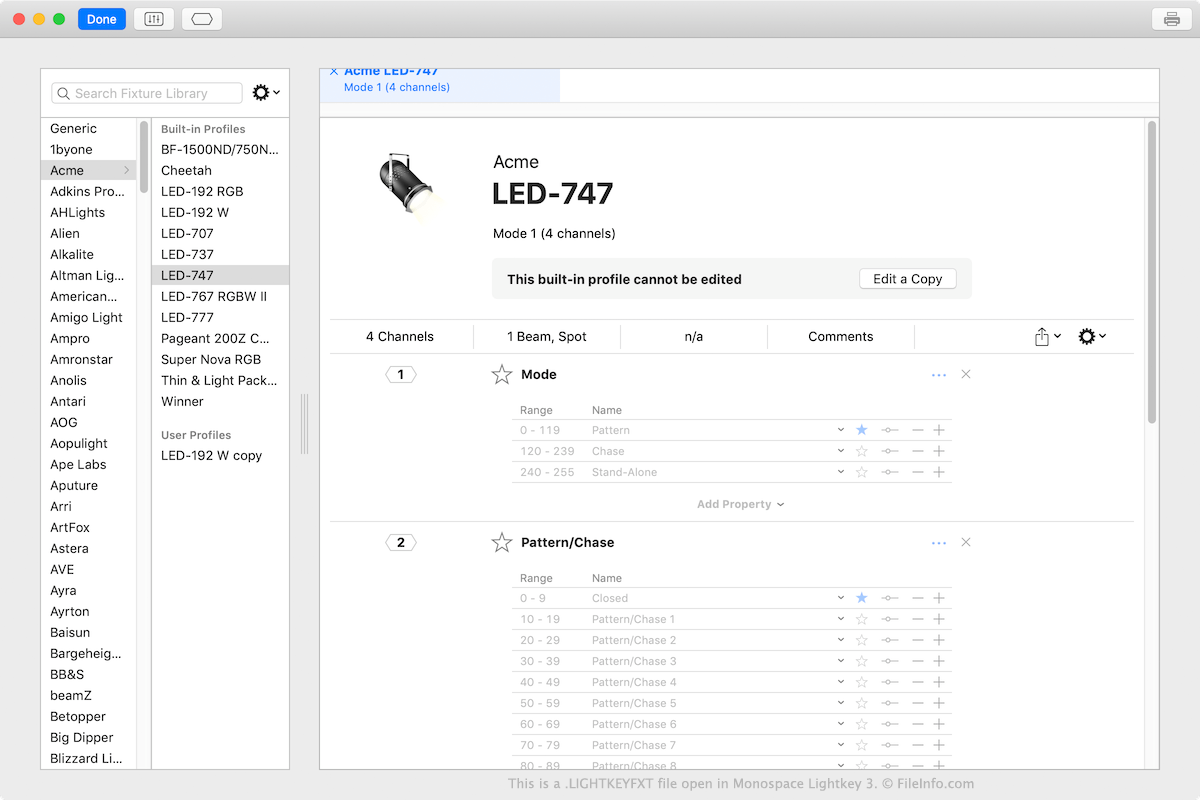 Done
Search Fixture Library
Generic
1byone
Acme
Adkins Pro...
AHLights
Alien
Alkalite
Altman Lig...
American...
Amigo Light
Ampro
Amronstar
Anolis
Antari
AOG
Aopulight
Ape Labs
Aputure
Arri
ArtFox
Astera
AVE
Ayra
Ayrton
Baisun
Bargeheig...
BB&S
beamZ
Betopper
Big Dipper
Blizzard Li...
Built-in Profiles
BF-1500ND/750N...
Cheetah
LED-192 RGB
LED-192 W
LED-707
LED-737
LED-747
LED-767 RGBW II
LED-777
Pageant 200Z C...
Super Nova RGB
Thin & Light Pack...
Winner
User Profiles
LED-192 W copy
Acme LED-747
Mode 1 (4 channels)
Acme
LED-747
Mode 1 (4 channels)
This built-in profile cannot be edited Edit a Copy
4 Channels 1 Beam, Spot n/a Comments
1 Mode
Range Name
0 - 119 Pattern
120 - 239 Chase
240 - 255 Stand-Alone
Add Property
2 Pattern/Chase
Range Name
0 - 9 Closed
10 - 19 Pattern/Chase 1
20 - 29 Pattern/Chase 2
30 - 39 Pattern/Chase 3
40 - 49 Pattern/Chase 4
50 - 59 Pattern/Chase 5
60 - 69 Pattern/Chase 6
70 - 79 Pattern/Chase 7
80 - 89 Pattern/Chase 8
This is a .LIGHTKEYFXT file open in Monospace Lightkey 3. © FileInfo.com